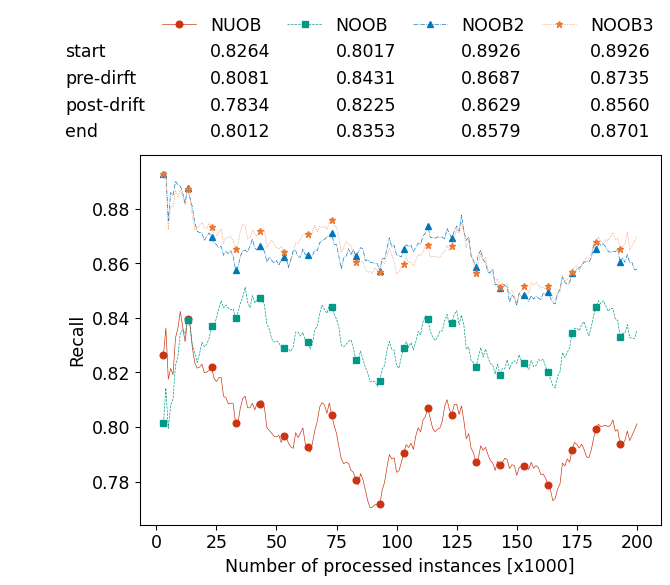 NUOB NOOB NOOB2 NOOB3
start 0.8264 0.8017 0.8926 0.8926
pre-dirft 0.8081 0.8431 0.8687 0.8735
post-drift 0.7834 0.8225 0.8629 0.8560
end 0.8012 0.8353 0.8579 0.8701
0.88
0.86
0.84
0.82
0.80
0.78
Recall
0 25 50 75 100 125 150 175 200
Number of processed instances [x1000]